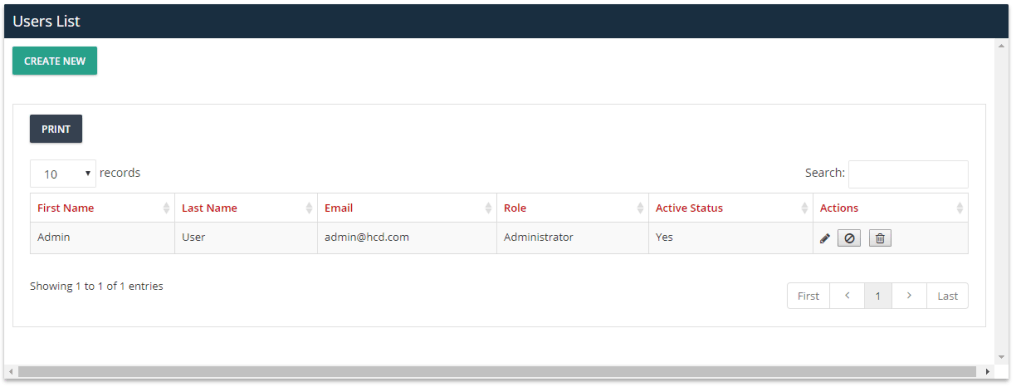 Users List
CREATE NEW
PRINT
10 records Search:
First Name Last Name Email Role Active Status Actions
Admin User admin@hcd.com Administrator Yes
Showing 1 to 1 of 1 entries
First < 1 > Last